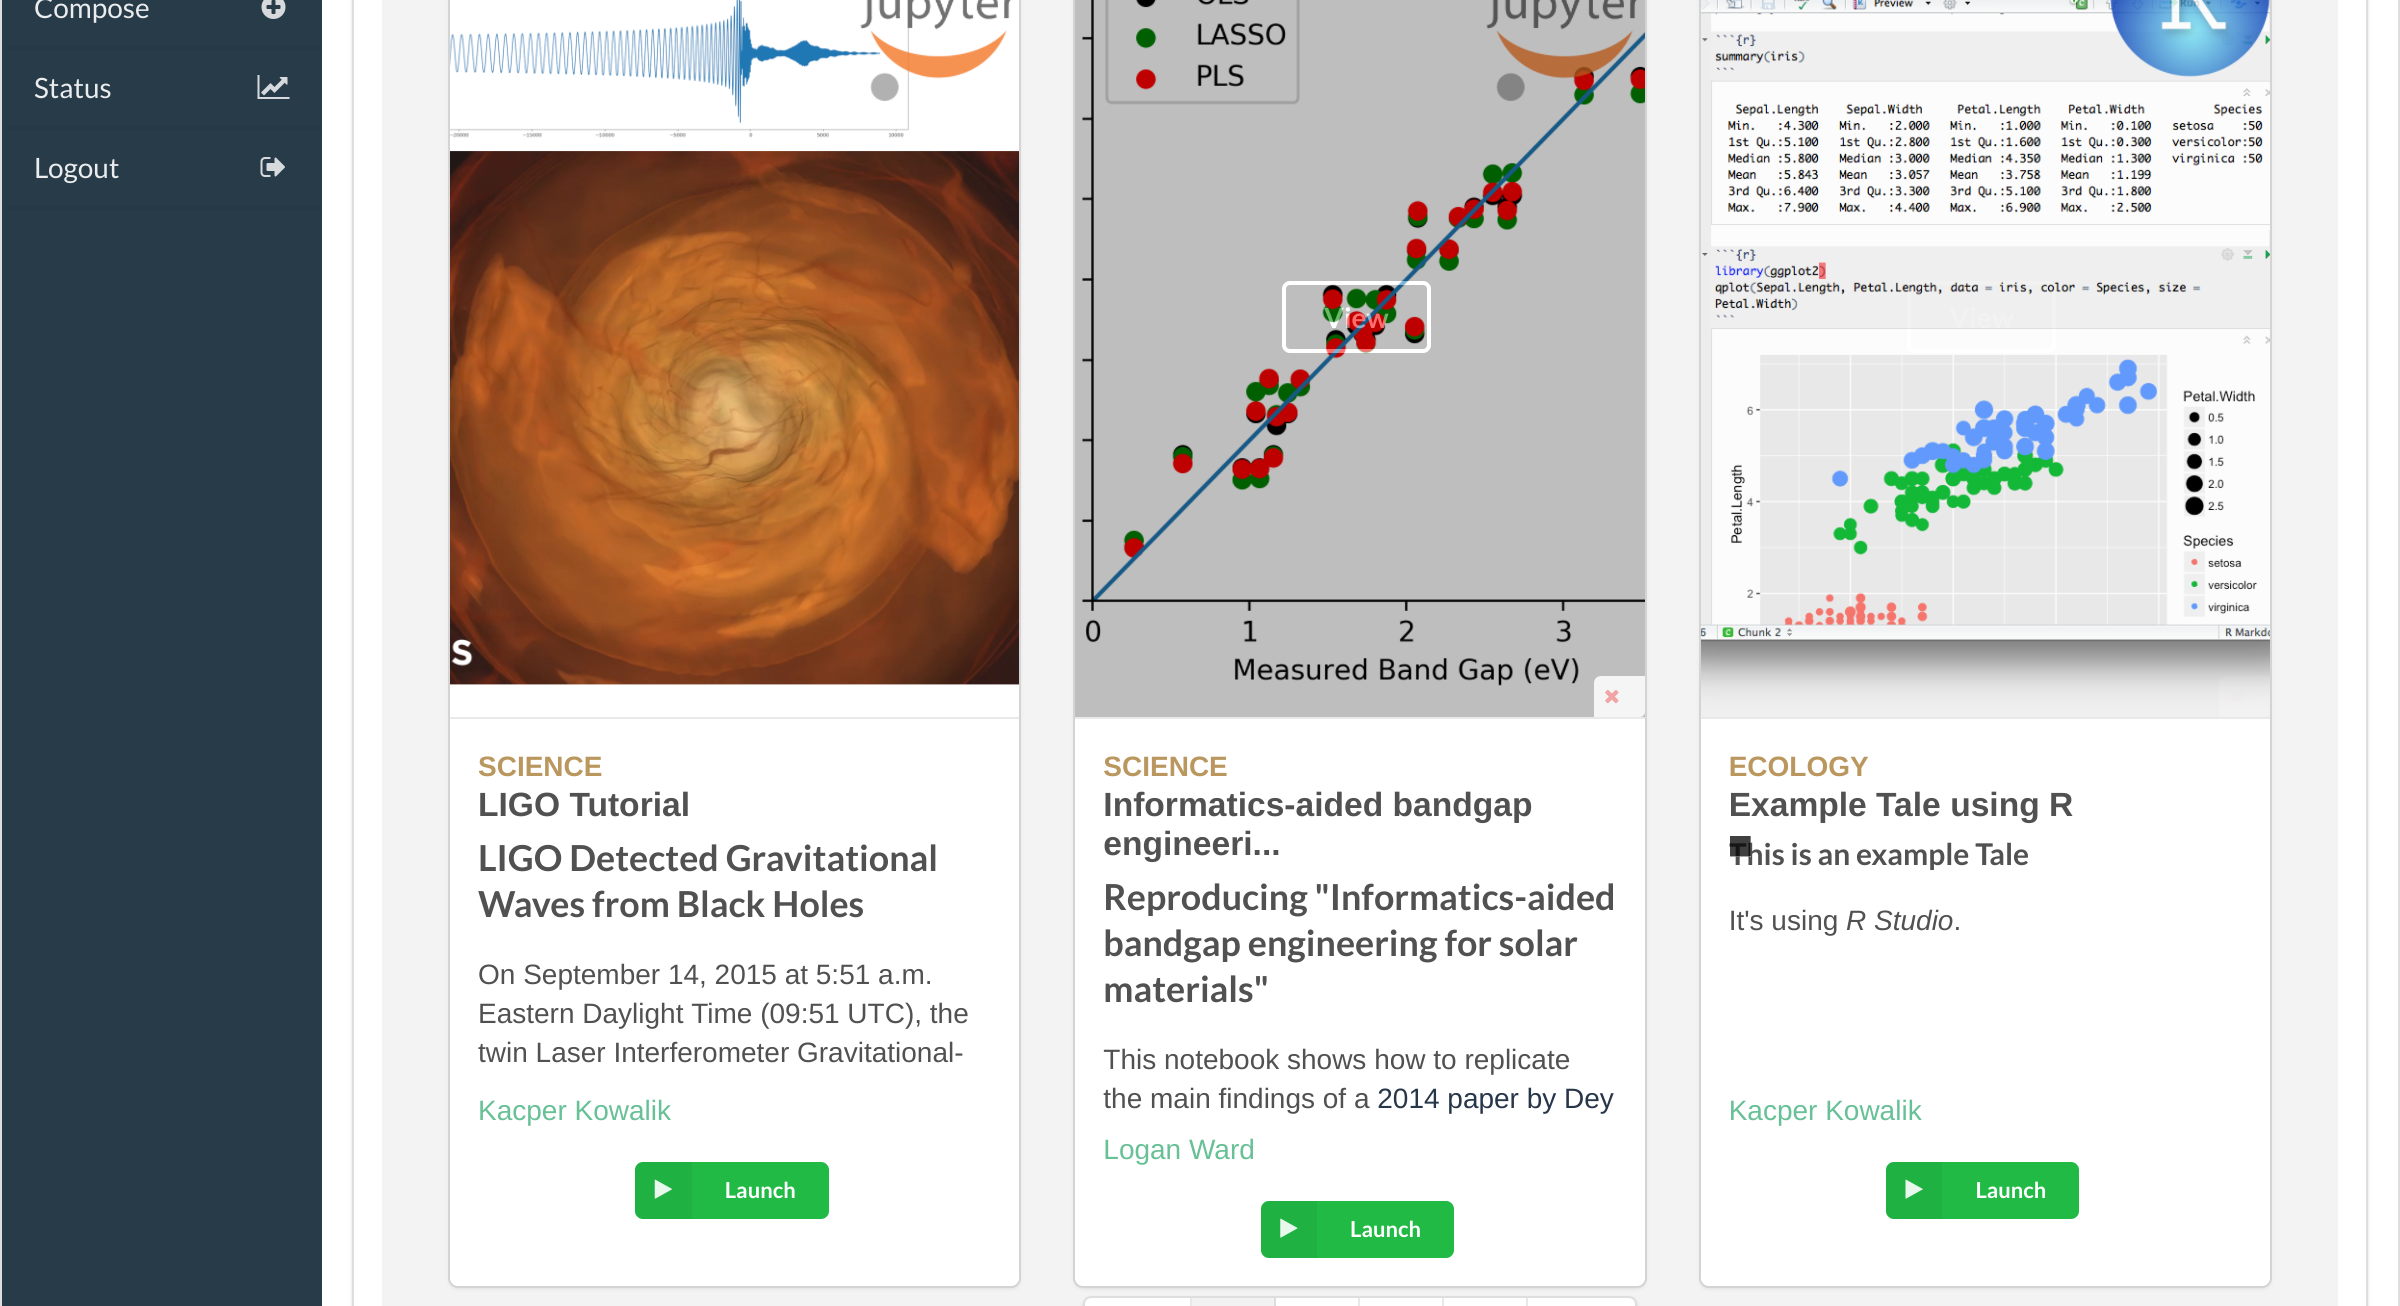 Compose
Status
Logout
Jupyter
S
SCIENCE
LIGO Tutorial
LIGO Detected Gravitational
Waves from Black Holes
On September 14, 2015 at 5:51 a.m.
Eastern Daylight Time (09:51 UTC), the
twin Laser Interferometer Gravitational-
Kacper Kowalik
Launch
OLS
LASSO
PLS
Jupyter
View
0 1 2 3
Measured Band Gap (eV)
SCIENCE
Informatics-aided bandgap
engineeri...
Reproducing "Informatics-aided
bandgap engineering for solar
materials"
This notebook shows how to replicate
the main findings of a 2014 paper by Dey
Logan Ward
Launch
Preview
Run
R
```{r}
summary(iris)
```
Sepal.Length Sepal.Width Petal.Length Petal.Width Species
Min. :4.300 Min. :2.000 Min. :1.000 Min. :0.100 setosa :50
1st Qu.:5.100 1st Qu.:2.800 1st Qu.:1.600 1st Qu.:0.300 versicolor:50
Median :5.800 Median :3.000 Median :4.350 Median :1.300 virginica :50
Mean :5.843 Mean :3.057 Mean :3.758 Mean :1.199
3rd Qu.:6.400 3rd Qu.:3.300 3rd Qu.:5.100 3rd Qu.:1.800
Max. :7.900 Max. :4.400 Max. :6.900 Max. :2.500
```{r}
library(ggplot2)
qplot(Sepal.Length, Petal.Length, data = iris, color = Species, size =
Petal.Width)
```
View
Petal.Length
6
4
2
Petal.Width
0.5
1.0
1.5
2.0
2.5
Species
setosa
versicolor
virginica
6 C Chunk 2 R Markd
ECOLOGY
Example Tale using R
This is an example Tale
It's using R Studio.
Kacper Kowalik
Launch